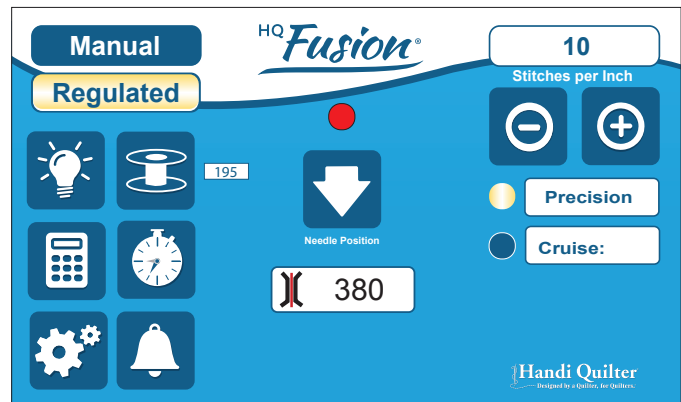 Manual
Regulated
HQ Fusion®
10
Stitches per Inch
195
Needle Position
380
Precision
Cruise:
Handi Quilter
Designed by a Quilter, for Quilters.